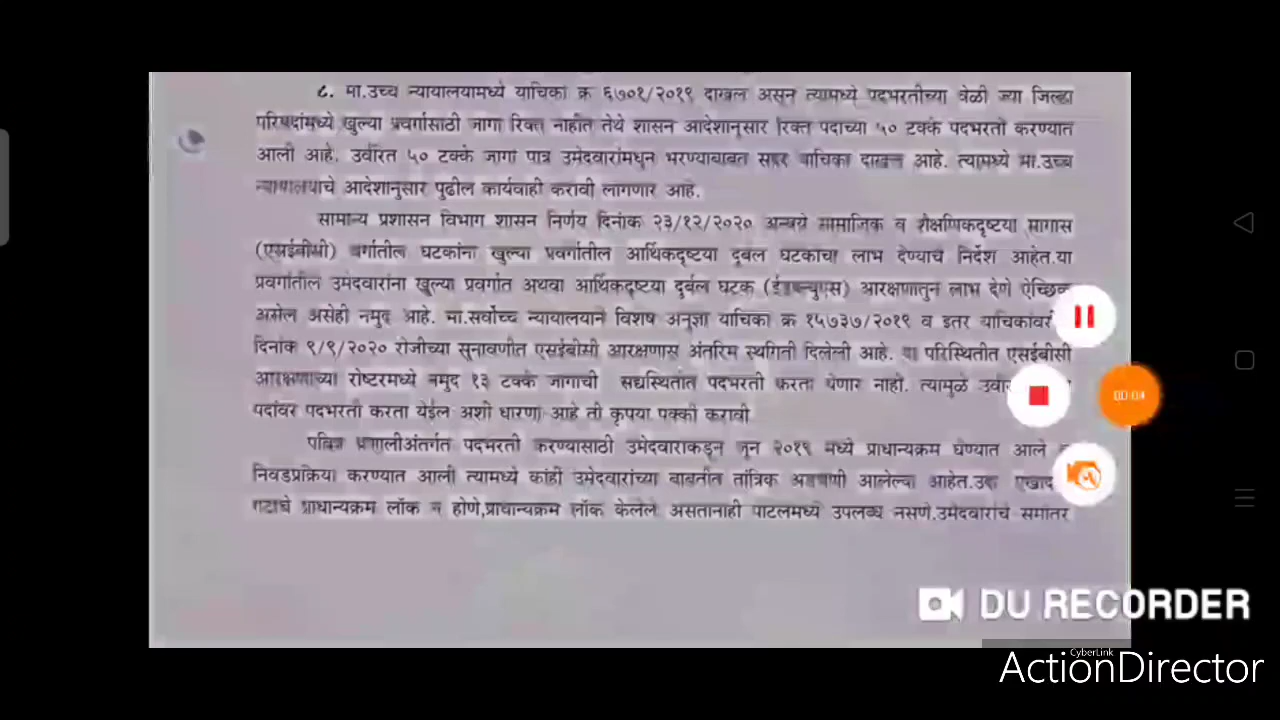 ८. मा.उच्च न्यायालयामध्ये याचिका क्र ६७०१/२०१९ दाखल असून त्यामध्ये पदभरतीच्या वेळी ज्या जिल्हा
परिषदांमध्ये खुल्या प्रवर्गासाठी जागा रिक्त नाहीत तेथे शासन आदेशानुसार रिक्त पदाच्या ५० टक्के पदभरती करण्यात
आली आहे. उर्वरित ५० टक्के जागा पात्र उमेदवारांमधुन भरण्याबाबत सदर याचिका दाखल आहे. त्यामध्ये मा.उच्च
न्यायालयाचे आदेशानुसार पुढील कार्यवाही करावी लागणार आहे.
सामान्य प्रशासन विभाग शासन निर्णय दिनांक २३/१२/२०२० अन्वये सामाजिक व शैक्षणिकदृष्टया मागास
(एसईबीसी) वर्गातील घटकांना खुल्या प्रवर्गातील आर्थिकदृष्टया दुर्बल घटकाचा लाभ देण्याचे निर्देश आहेत.या
प्रवर्गातील उमेदवारांना खुल्या प्रवर्गात अथवा आर्थिकदृष्टया दुर्बल घटक (ईडब्ल्युएस) आरक्षणातुन लाभ देणे ऐच्छिक
असेल असेही नमुद आहे. मा.सर्वोच्च न्यायालयाने विशेष अनुज्ञा याचिका क्र १५७३७/२०१९ व इतर याचिकांवर
दिनांक ९/९/२०२० रोजीच्या सुनावणीत एसईबीसी आरक्षणास अंतरिम स्थगिती दिलेली आहे. या परिस्थितीत एसईबीसी
आरक्षणाच्या रोष्टरमध्ये नमुद १३ टक्के जागाची सद्यस्थितीत पदभरती करता येणार नाही. त्यामुळे
पदांवर पदभरती करता येईल अशी धारणा आहे ती कृपया पक्की करावी
पवित्र प्रणालीअंतर्गत पदभरती करण्यासाठी उमेदवाराकडून जून २०१९ मध्ये प्राधान्यक्रम घेण्यात आले
निवडप्रक्रिया करण्यात आली त्यामध्ये कांही उमेदवारांच्या बाबतीत तांत्रिक अडचणी आलेल्या आहेत.उदा
गटाचे प्राधान्यक्रम लॉक न होणे,प्राधान्यक्रम लॉक केलेले असतानाही पाटलमध्ये उपलब्ध नसणे.उमेदवारांचे समांतर
00:04
DU RECORDER
CyberLink
ActionDirector